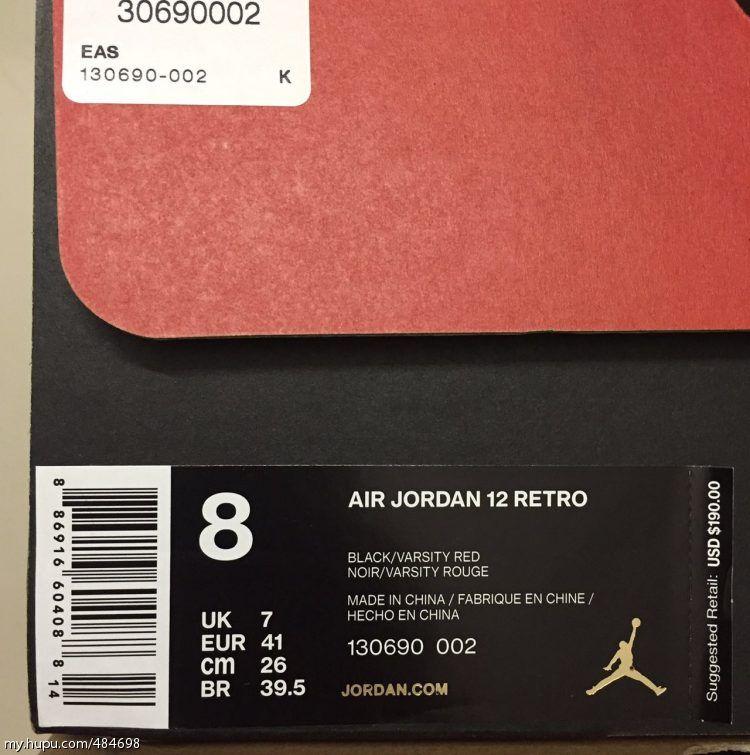 30690002
EAS
130690-002 K
8 86916 60408 8 14
8
AIR JORDAN 12 RETRO
BLACK/VARSITY RED
NOIR/VARSITY ROUGE
MADE IN CHINA / FABRIQUE EN CHINE /
HECHO EN CHINA
130690 002
UK 7
EUR 41
cm 26
BR 39.5
JORDAN.COM
Suggested Retail: USD $190.00
my.hupu.com/484698